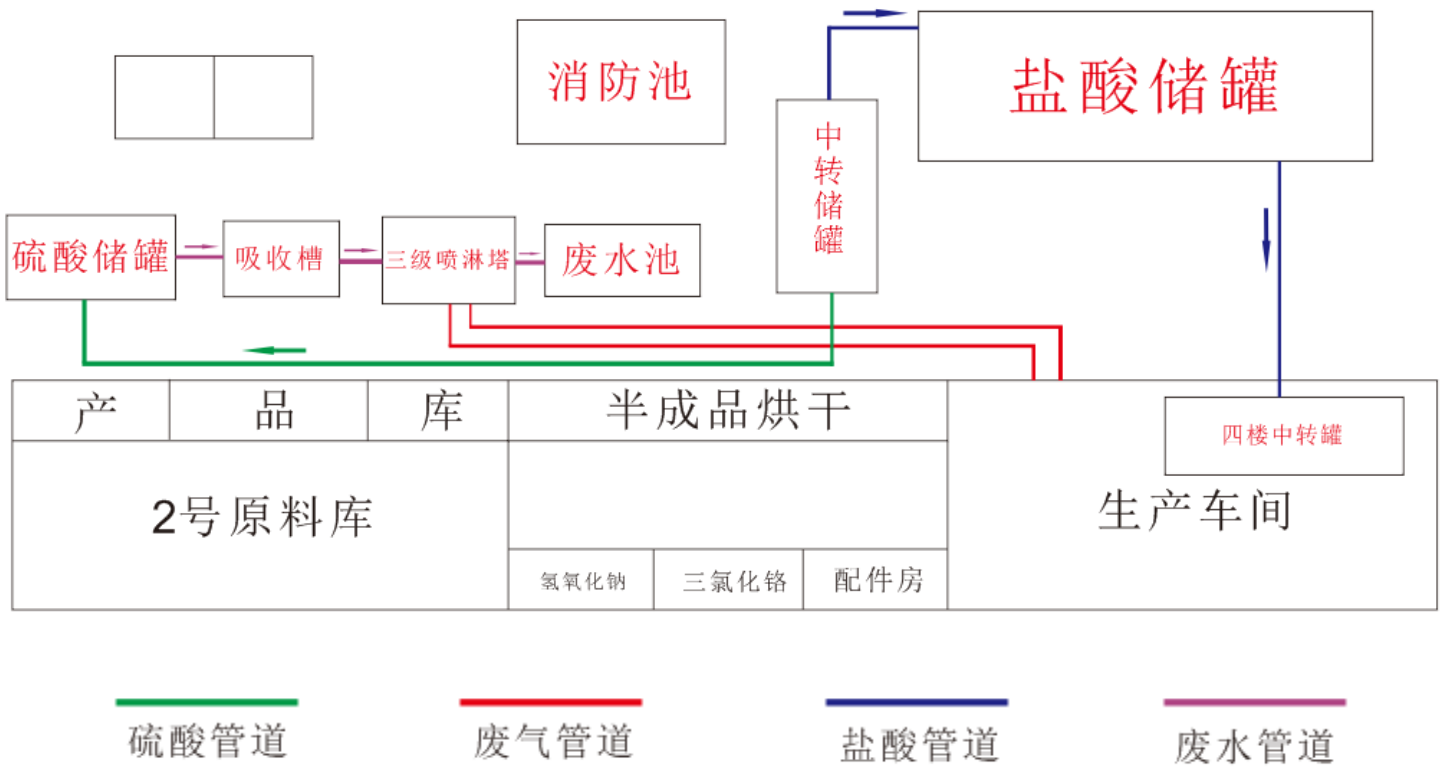 消防池
盐酸储罐
中转储罐
硫酸储罐
吸收槽
三级喷淋塔
废水池
产品库
半成品烘干
四楼中转罐
2号原料库
生产车间
氢氧化钠
三氯化铬
配件房
硫酸管道
废气管道
盐酸管道
废水管道